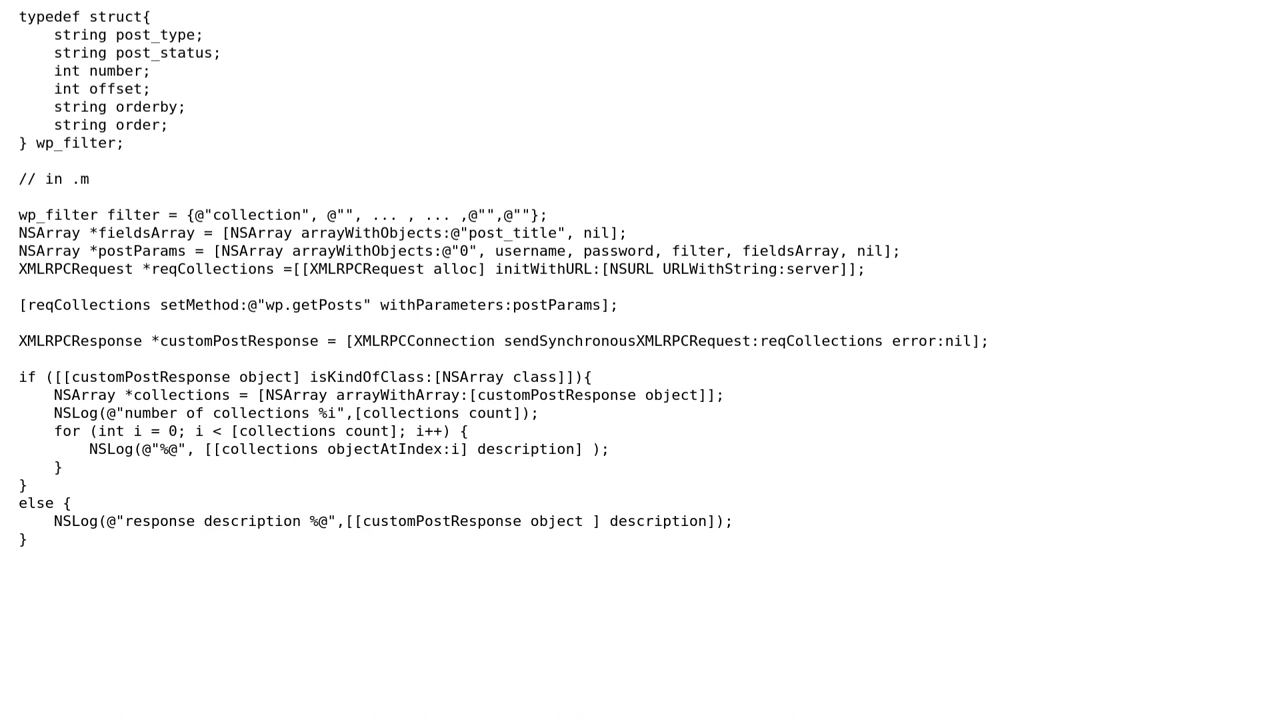 typedef struct{
    string post_type;
    string post_status;
    int number;
    int offset;
    string orderby;
    string order;
} wp_filter;

// in .m

wp_filter filter = {@"collection", @"", ... , ... ,@"",@""};
NSArray *fieldsArray = [NSArray arrayWithObjects:@"post_title", nil];
NSArray *postParams = [NSArray arrayWithObjects:@"0", username, password, filter, fieldsArray, nil];
XMLRPCRequest *reqCollections =[[XMLRPCRequest alloc] initWithURL:[NSURL URLWithString:server]];

[reqCollections setMethod:@"wp.getPosts" withParameters:postParams];

XMLRPCResponse *customPostResponse = [XMLRPCConnection sendSynchronousXMLRPCRequest:reqCollections error:nil];

if ([[customPostResponse object] isKindOfClass:[NSArray class]]){
    NSArray *collections = [NSArray arrayWithArray:[customPostResponse object]];
    NSLog(@"number of collections %i",[collections count]);
    for (int i = 0; i < [collections count]; i++) {
        NSLog(@"%@", [[collections objectAtIndex:i] description] );
    }
}
else {
    NSLog(@"response description %@",[[customPostResponse object ] description]);
}